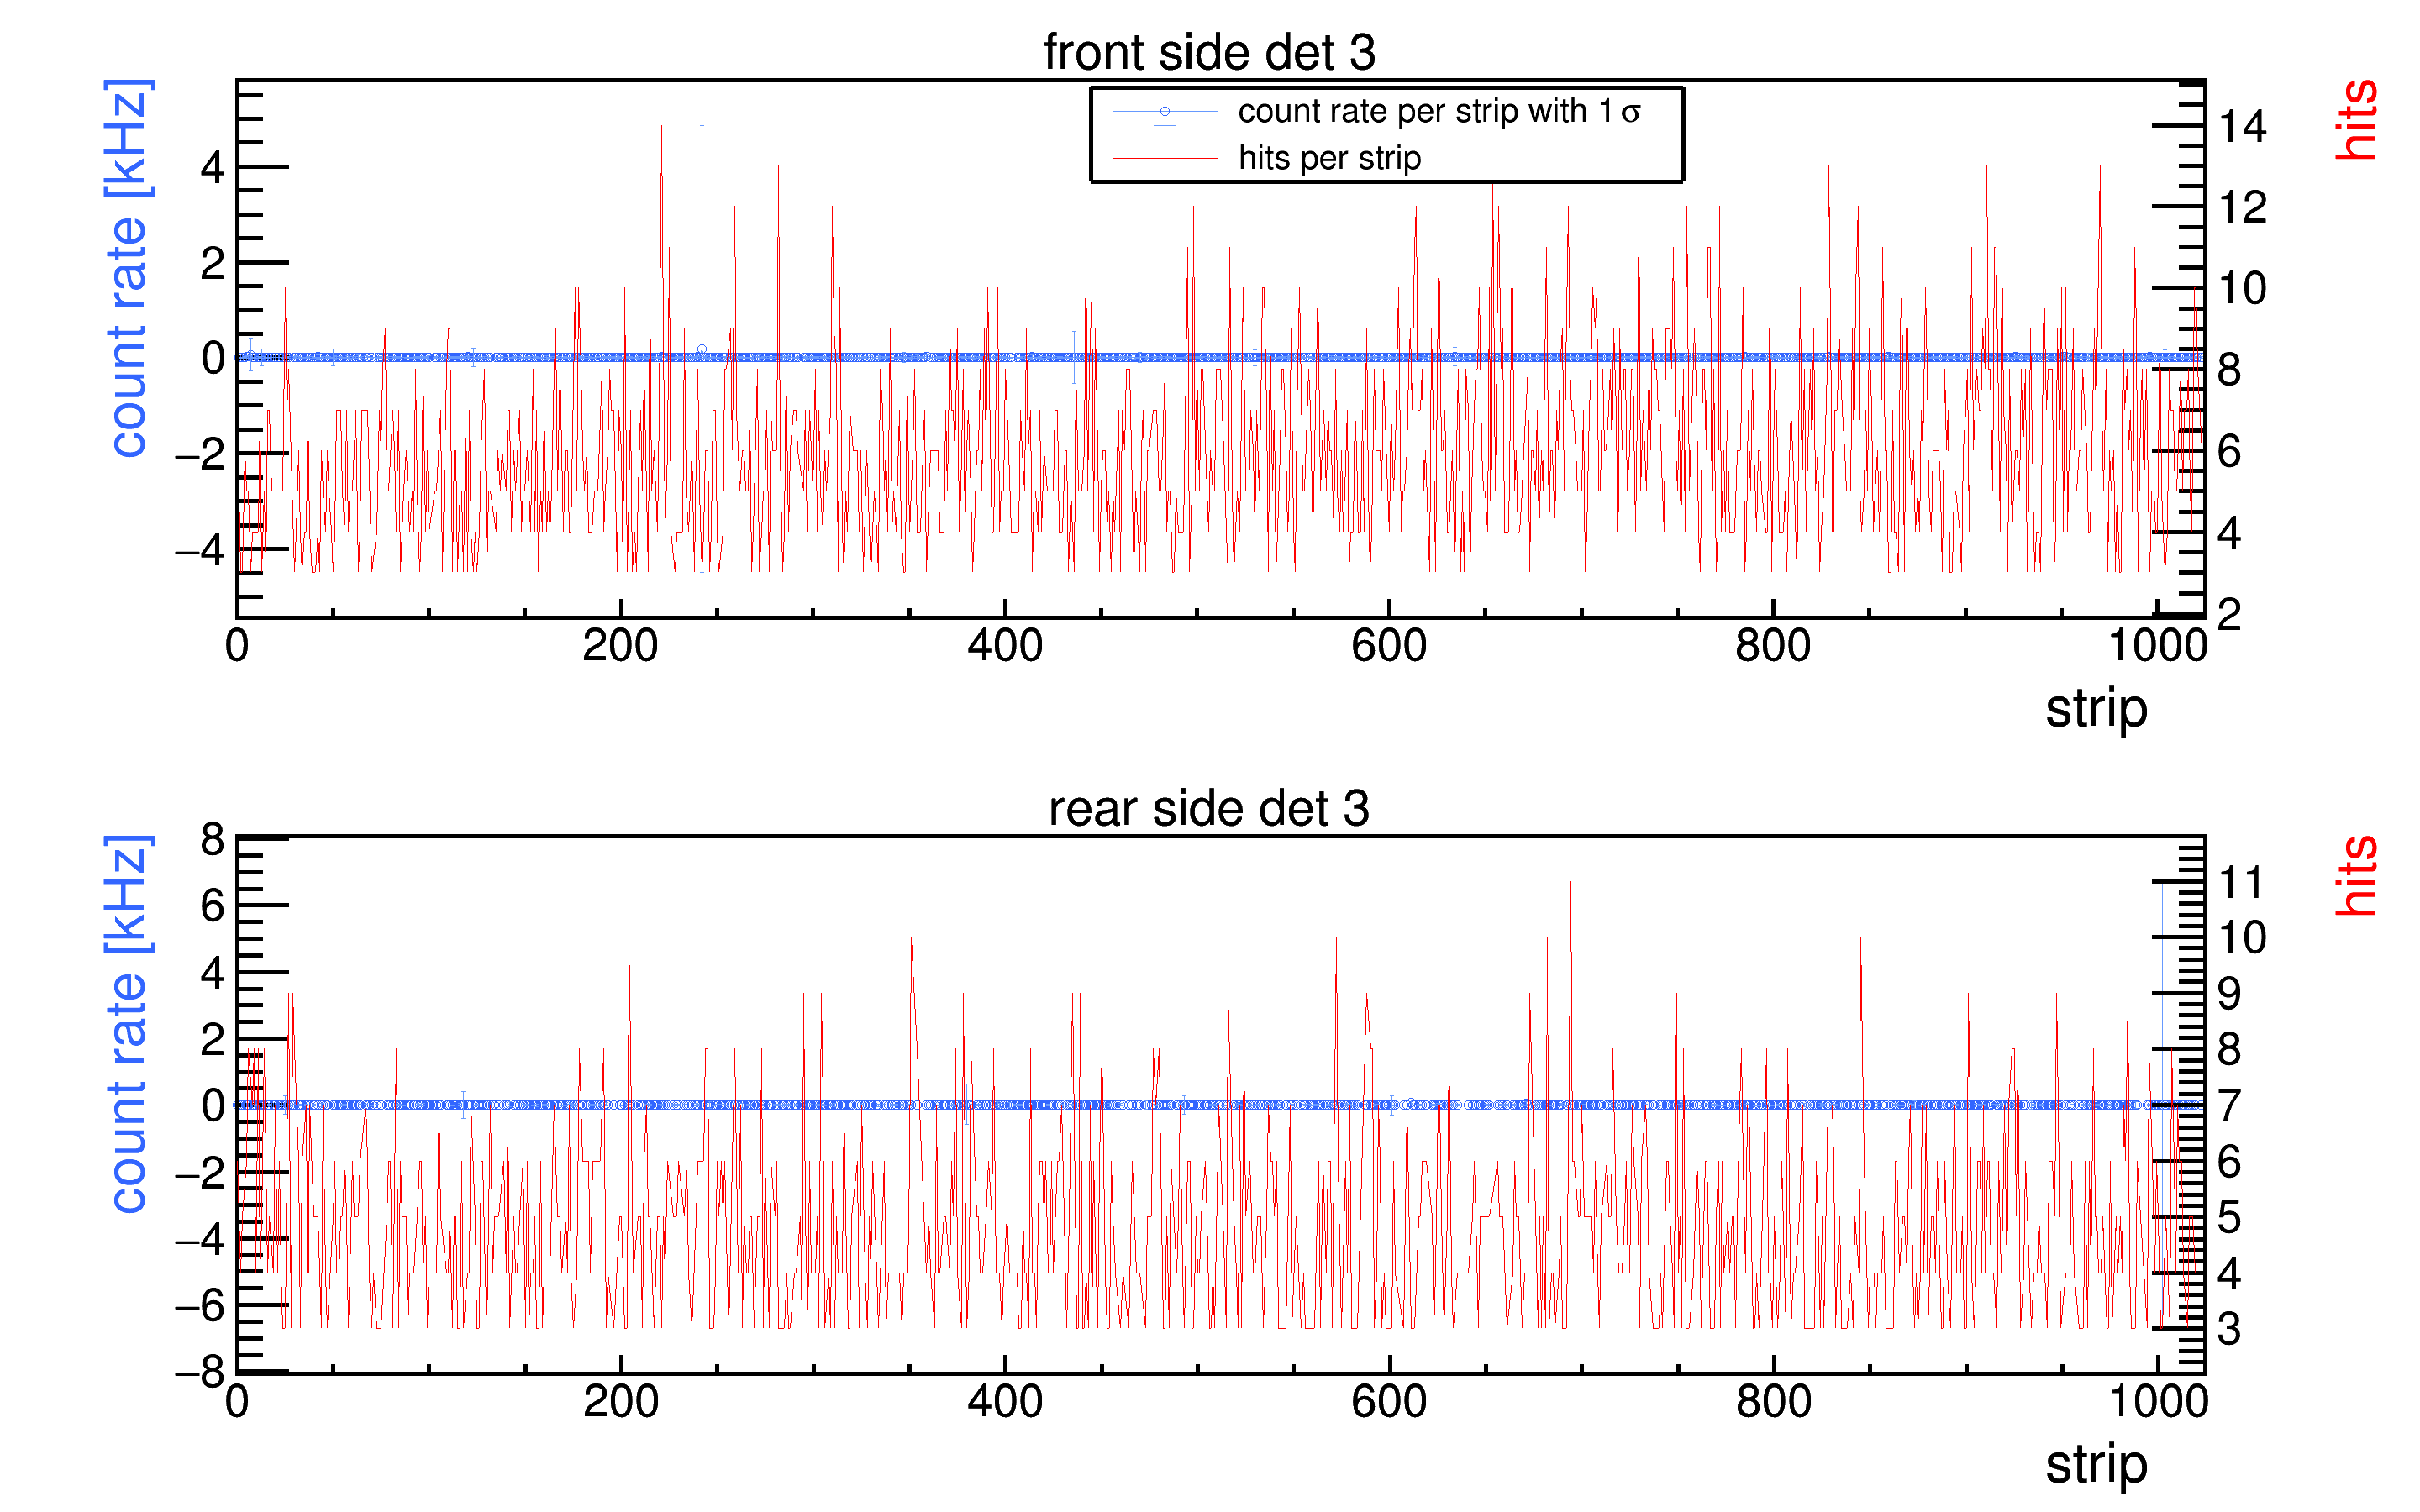 front side det 3
count rate [kHz]
hits
count rate per strip with 1 σ
hits per strip
4
2
0
−2
−4
14
12
10
8
6
4
2
0 200 400 600 800 1000
strip
rear side det 3
count rate [kHz]
hits
8
6
4
2
0
−2
−4
−6
−8
11
10
9
8
7
6
5
4
3
0 200 400 600 800 1000
strip